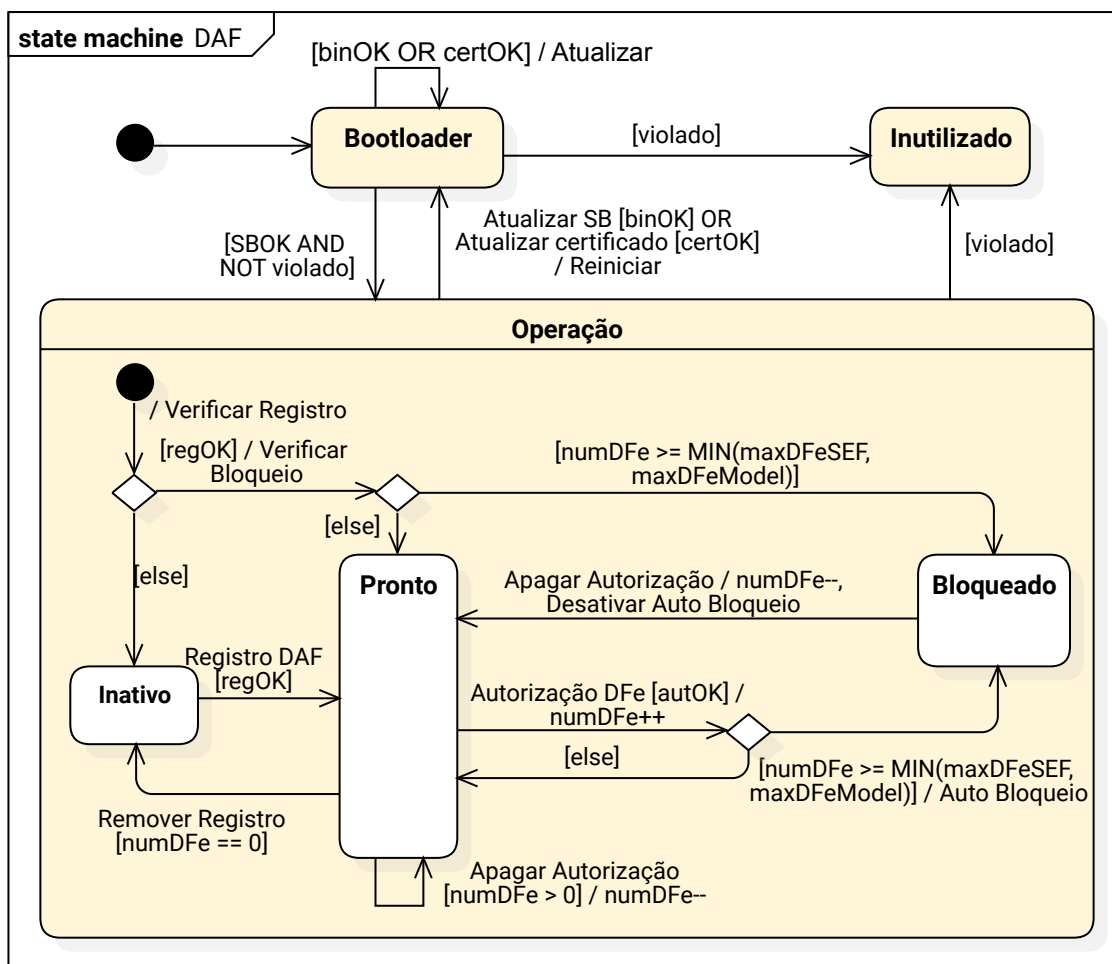 state machine DAF
[binOK OR certOK] / Atualizar
Bootloader
[violado]
Inutilizado
[SBOK AND
NOT violado]
Atualizar SB [binOK] OR
Atualizar certificado [certOK]
/ Reiniciar
[violado]
Operação
/ Verificar Registro
[regOK] / Verificar
Bloqueio
[numDFe >= MIN(maxDFeSEF,
maxDFeModel)]
[else]
[else]
Pronto
Apagar Autorização / numDFe--,
Desativar Auto Bloqueio
Bloqueado
Inativo
Registro DAF
[regOK]
Autorização DFe [autOK] /
numDFe++
[else]
[numDFe >= MIN(maxDFeSEF,
maxDFeModel)] / Auto Bloqueio
Remover Registro
[numDFe == 0]
Apagar Autorização
[numDFe > 0] / numDFe--